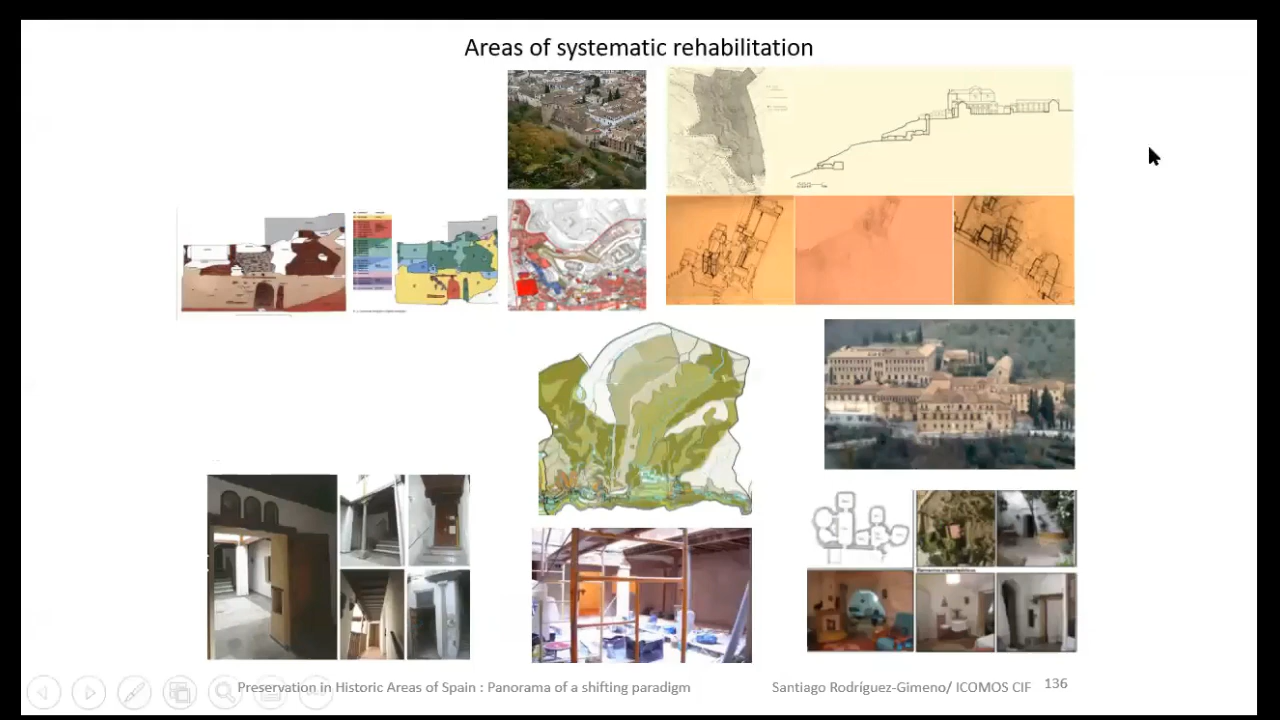 Areas of systematic rehabilitation
Preservation in Historic Areas of Spain : Panorama of a shifting paradigm
Santiago Rodríguez-Gimeno/ ICOMOS CIF
136